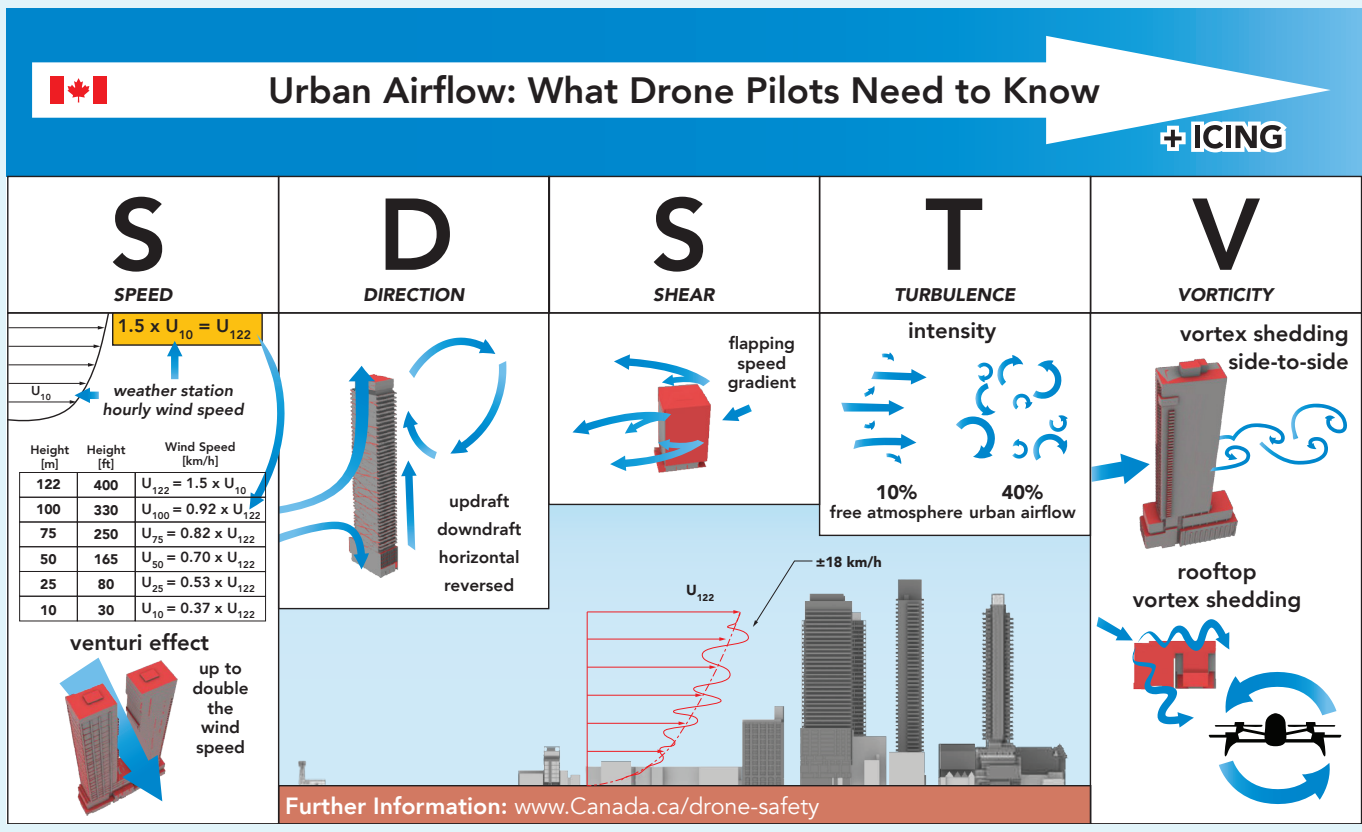 Urban Airflow: What Drone Pilots Need to Know
+ ICING
S
SPEED
1.5 x U10 = U122
U10
weather station
hourly wind speed
Height [m] Height [ft] Wind Speed [km/h]
122 400 U122 = 1.5 x U10
100 330 U100 = 0.92 x U122
75 250 U75 = 0.82 x U122
50 165 U50 = 0.70 x U122
25 80 U25 = 0.53 x U122
10 30 U10 = 0.37 x U122
venturi effect
up to
double
the
wind
speed
D
DIRECTION
updraft
downdraft
horizontal
reversed
S
SHEAR
flapping
speed
gradient
T
TURBULENCE
intensity
10% 40%
free atmosphere urban airflow
U122
±18 km/h
V
VORTICITY
vortex shedding
side-to-side
rooftop
vortex shedding
Further Information: www.Canada.ca/drone-safety